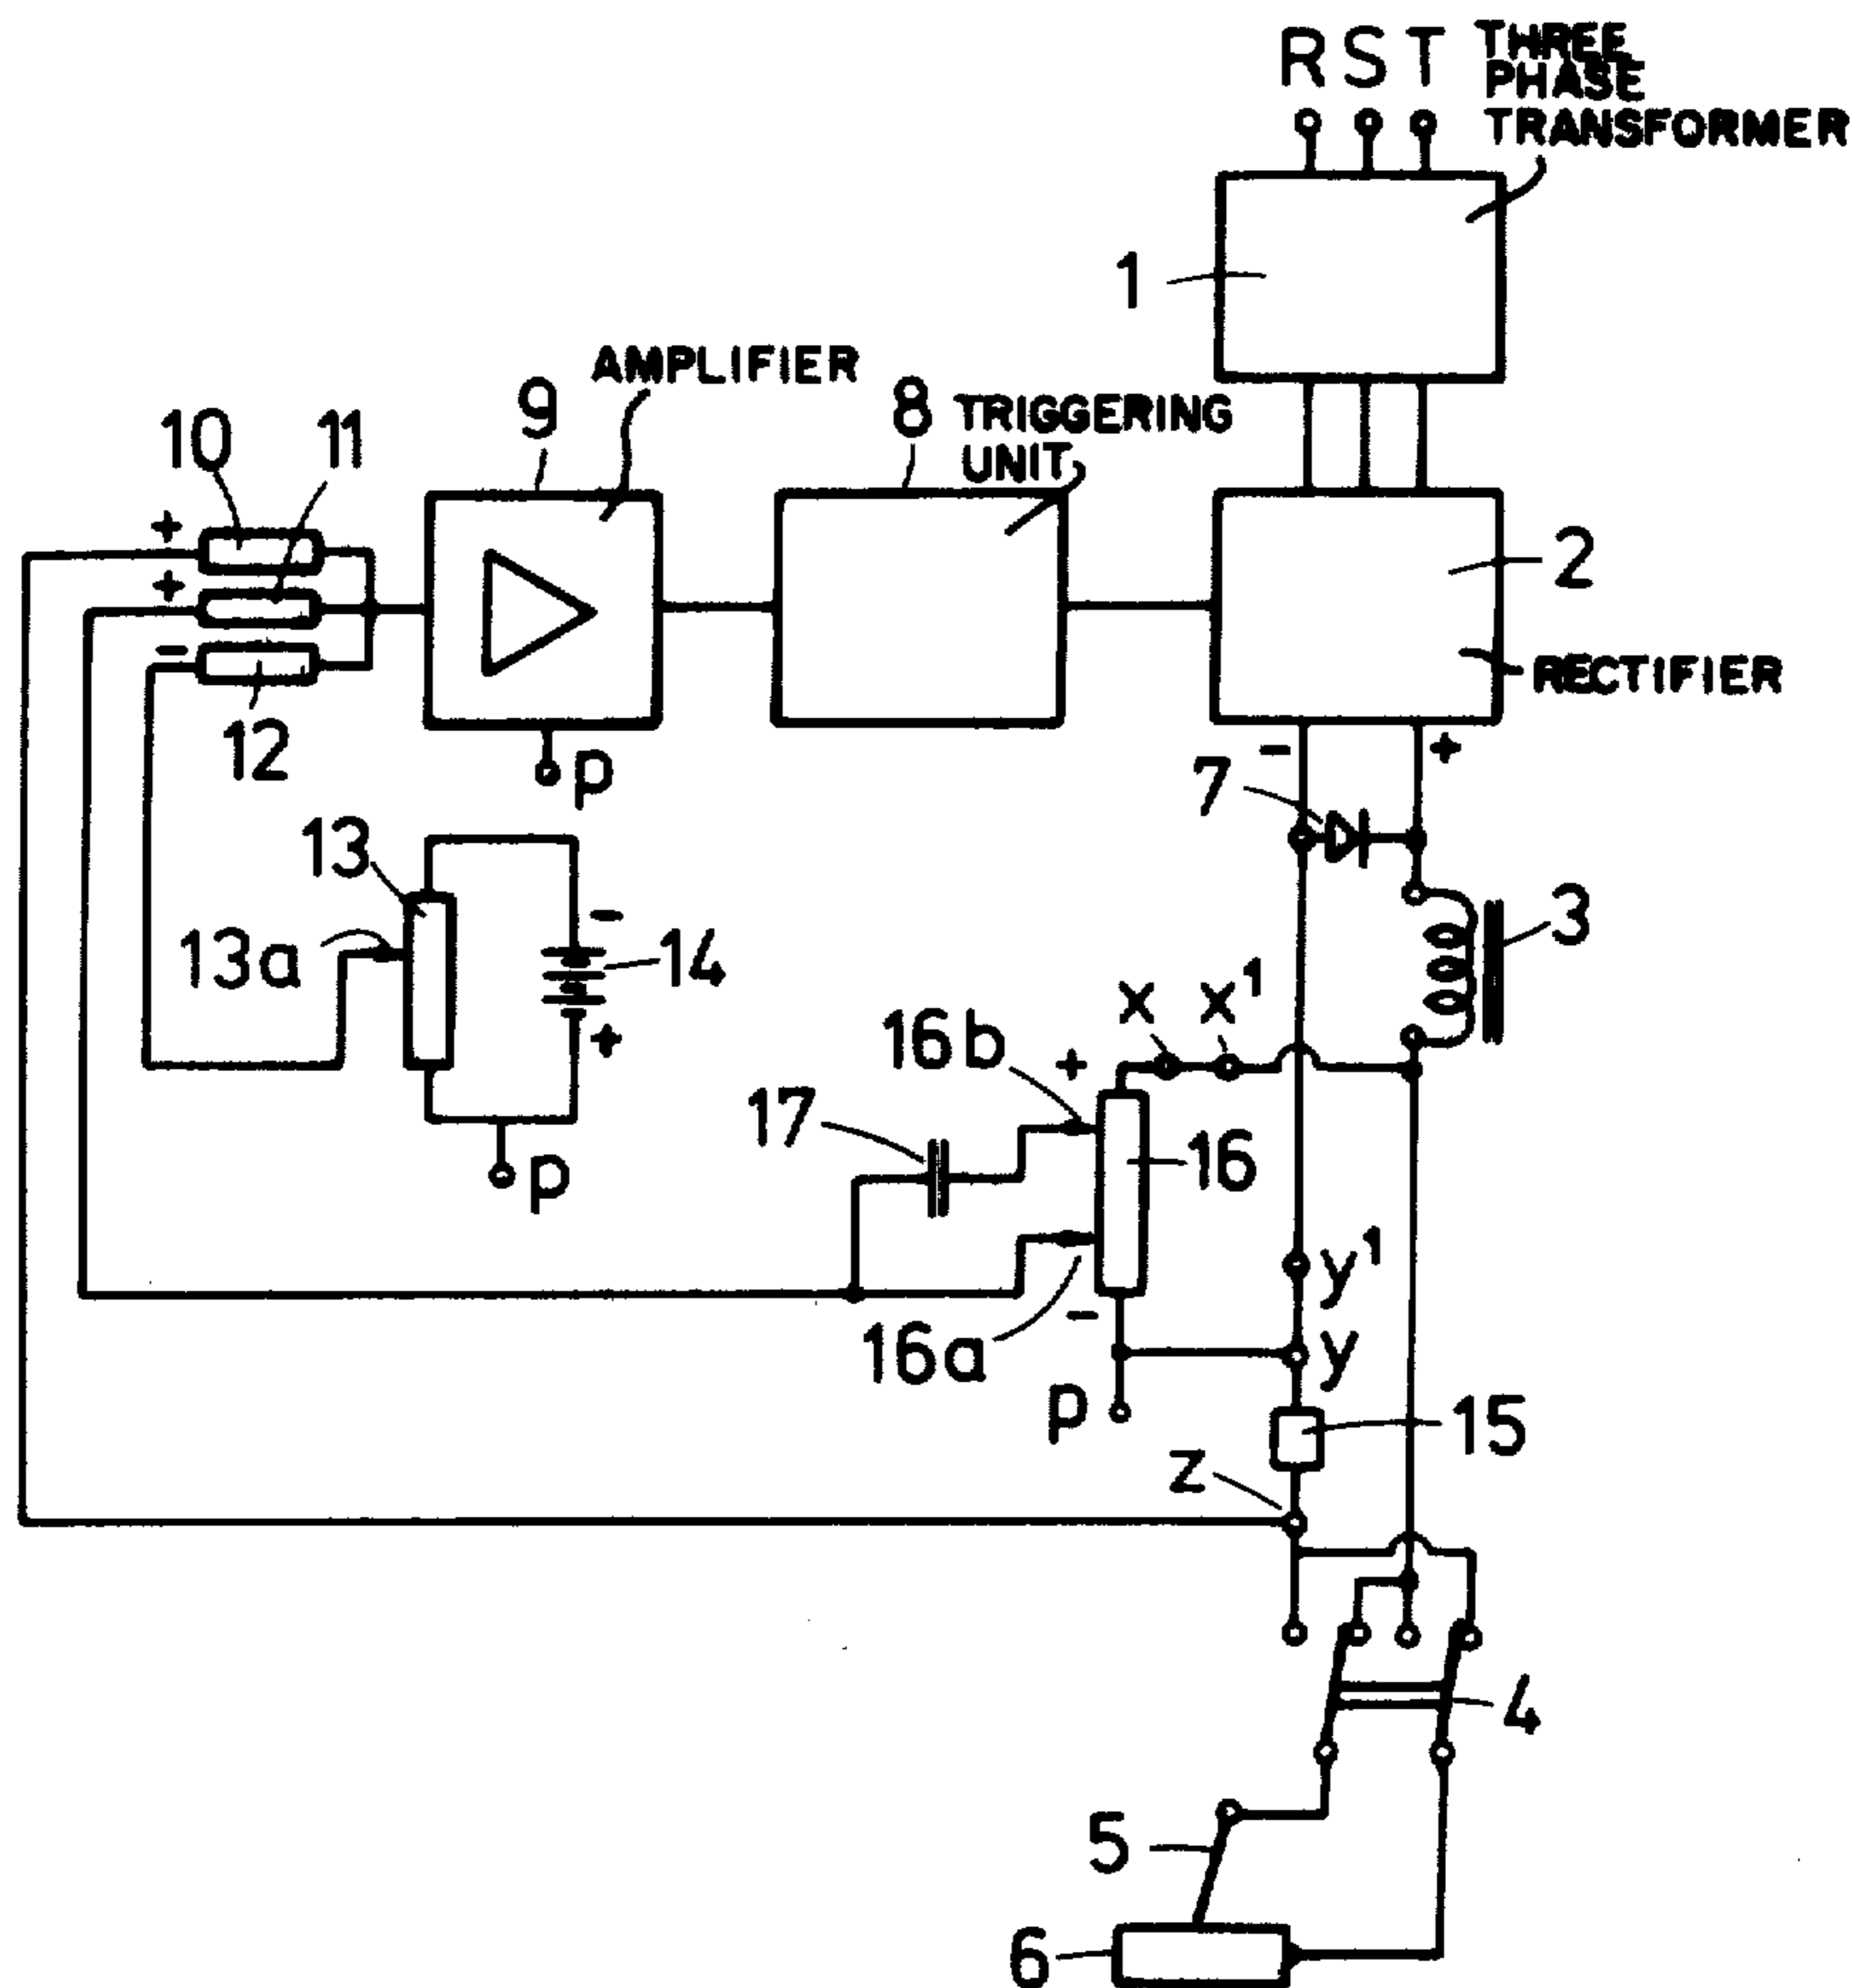 R S T
THREE
PHASE
TRANSFORMER
1
AMPLIFIER
9
8
TRIGGERING
UNIT
10
11
+
+
-
2
RECTIFIER
12
p
-
+
7
13
13a
-
14
+
3
x
x1
16b
+
17
16
p
y1
16a
-
y
p
15
z
4
5
6